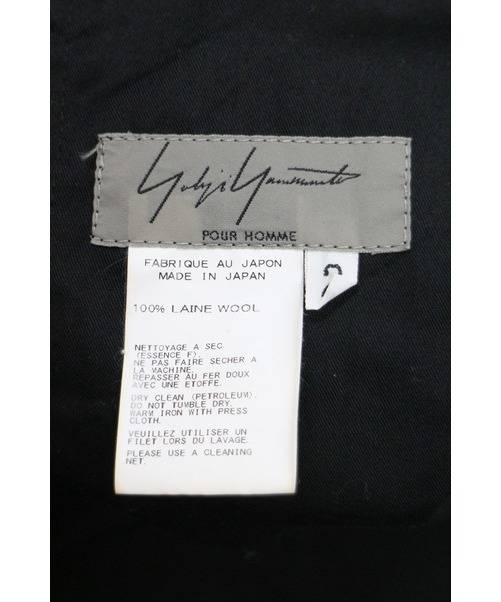 Yohji Yamamoto
POUR HOMME
FABRIQUE AU JAPON
MADE IN JAPAN
100% LAINE WOOL
NETTOYAGE A SEC
(ESSENCE F).
NE PAS FAIRE SECHER A
LA MACHINE.
REPASSER AU FER DOUX
AVEC UNE ETOFFE.
DRY CLEAN (PETROLEUM).
DO NOT TUMBLE DRY.
WARM IRON WITH PRESS
CLOTH.
VEUILLEZ UTILISER UN
FILET LORS DU LAVAGE.
PLEASE USE A CLEANING
NET.